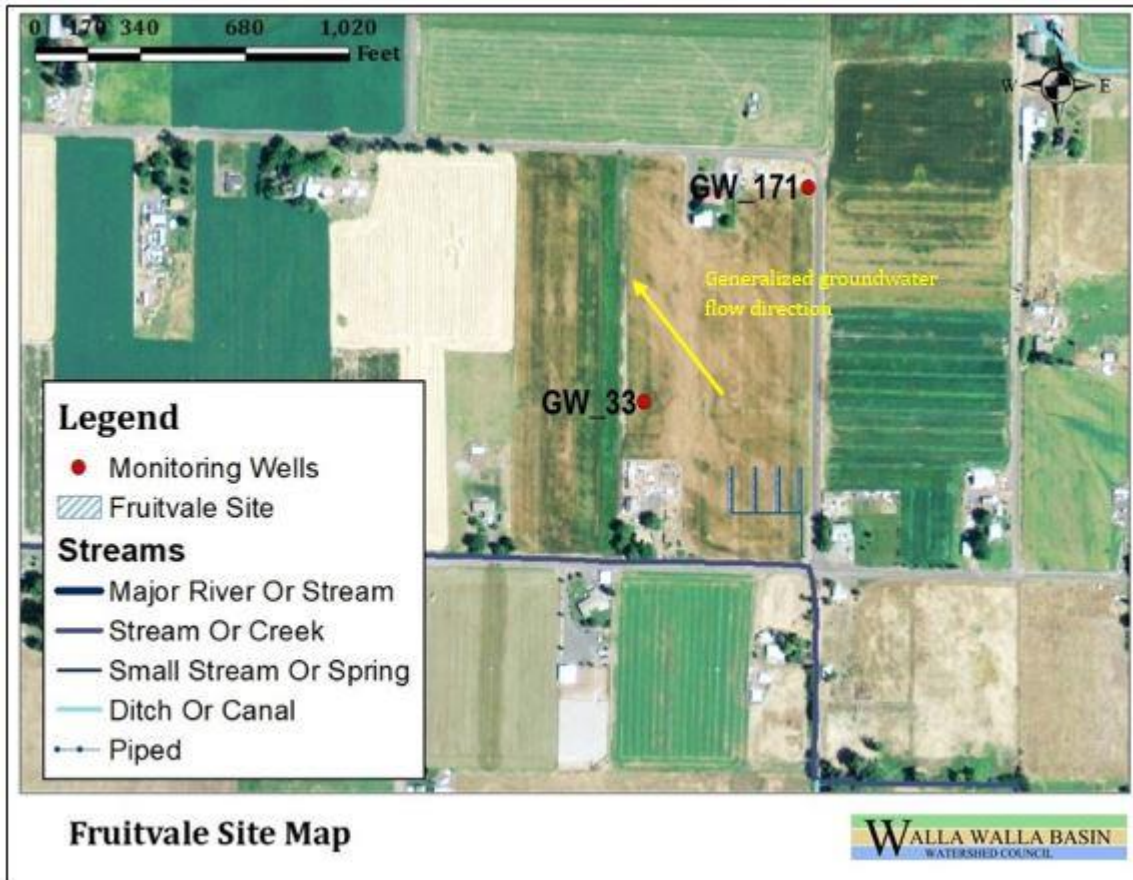 0 170 340 680 1,020
Feet
W E
GW_171
Generalized groundwater
flow direction
GW_33
Legend
Monitoring Wells
Fruitvale Site
Streams
Major River Or Stream
Stream Or Creek
Small Stream Or Spring
Ditch Or Canal
Piped
Fruitvale Site Map
WALLA WALLA BASIN
WATERSHED COUNCIL